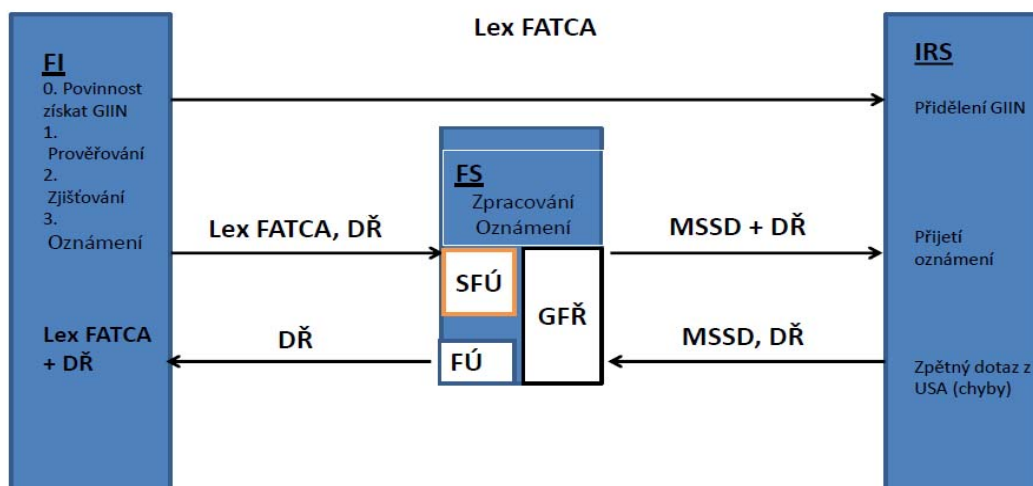 Lex FATCA
FI
0. Povinnost
získat GIIN
1.
Prověřování
2.
Zjišťování
3.
Oznámení
Lex FATCA
+ DŘ
Lex FATCA, DŘ
DŘ
FS
Zpracování
Oznámení
SFÚ
FÚ
GFŘ
MSSD + DŘ
MSSD, DŘ
IRS
Přidělení GIIN
Přijetí
oznámení
Zpětný dotaz z
USA (chyby)